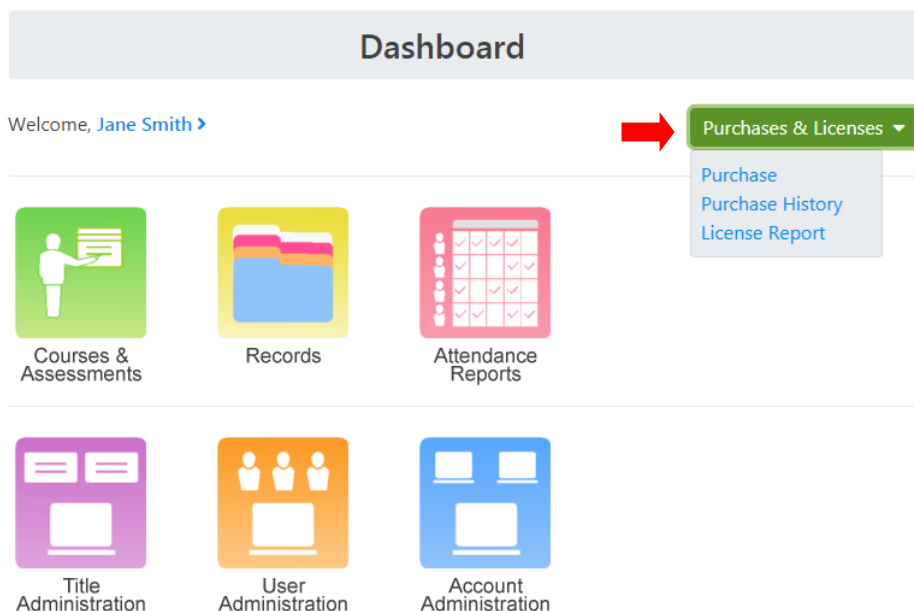 Dashboard
Welcome, Jane Smith >
Purchases & Licenses
Purchase
Purchase History
License Report
Courses &
Assessments
Records
Attendance
Reports
Title
Administration
User
Administration
Account
Administration